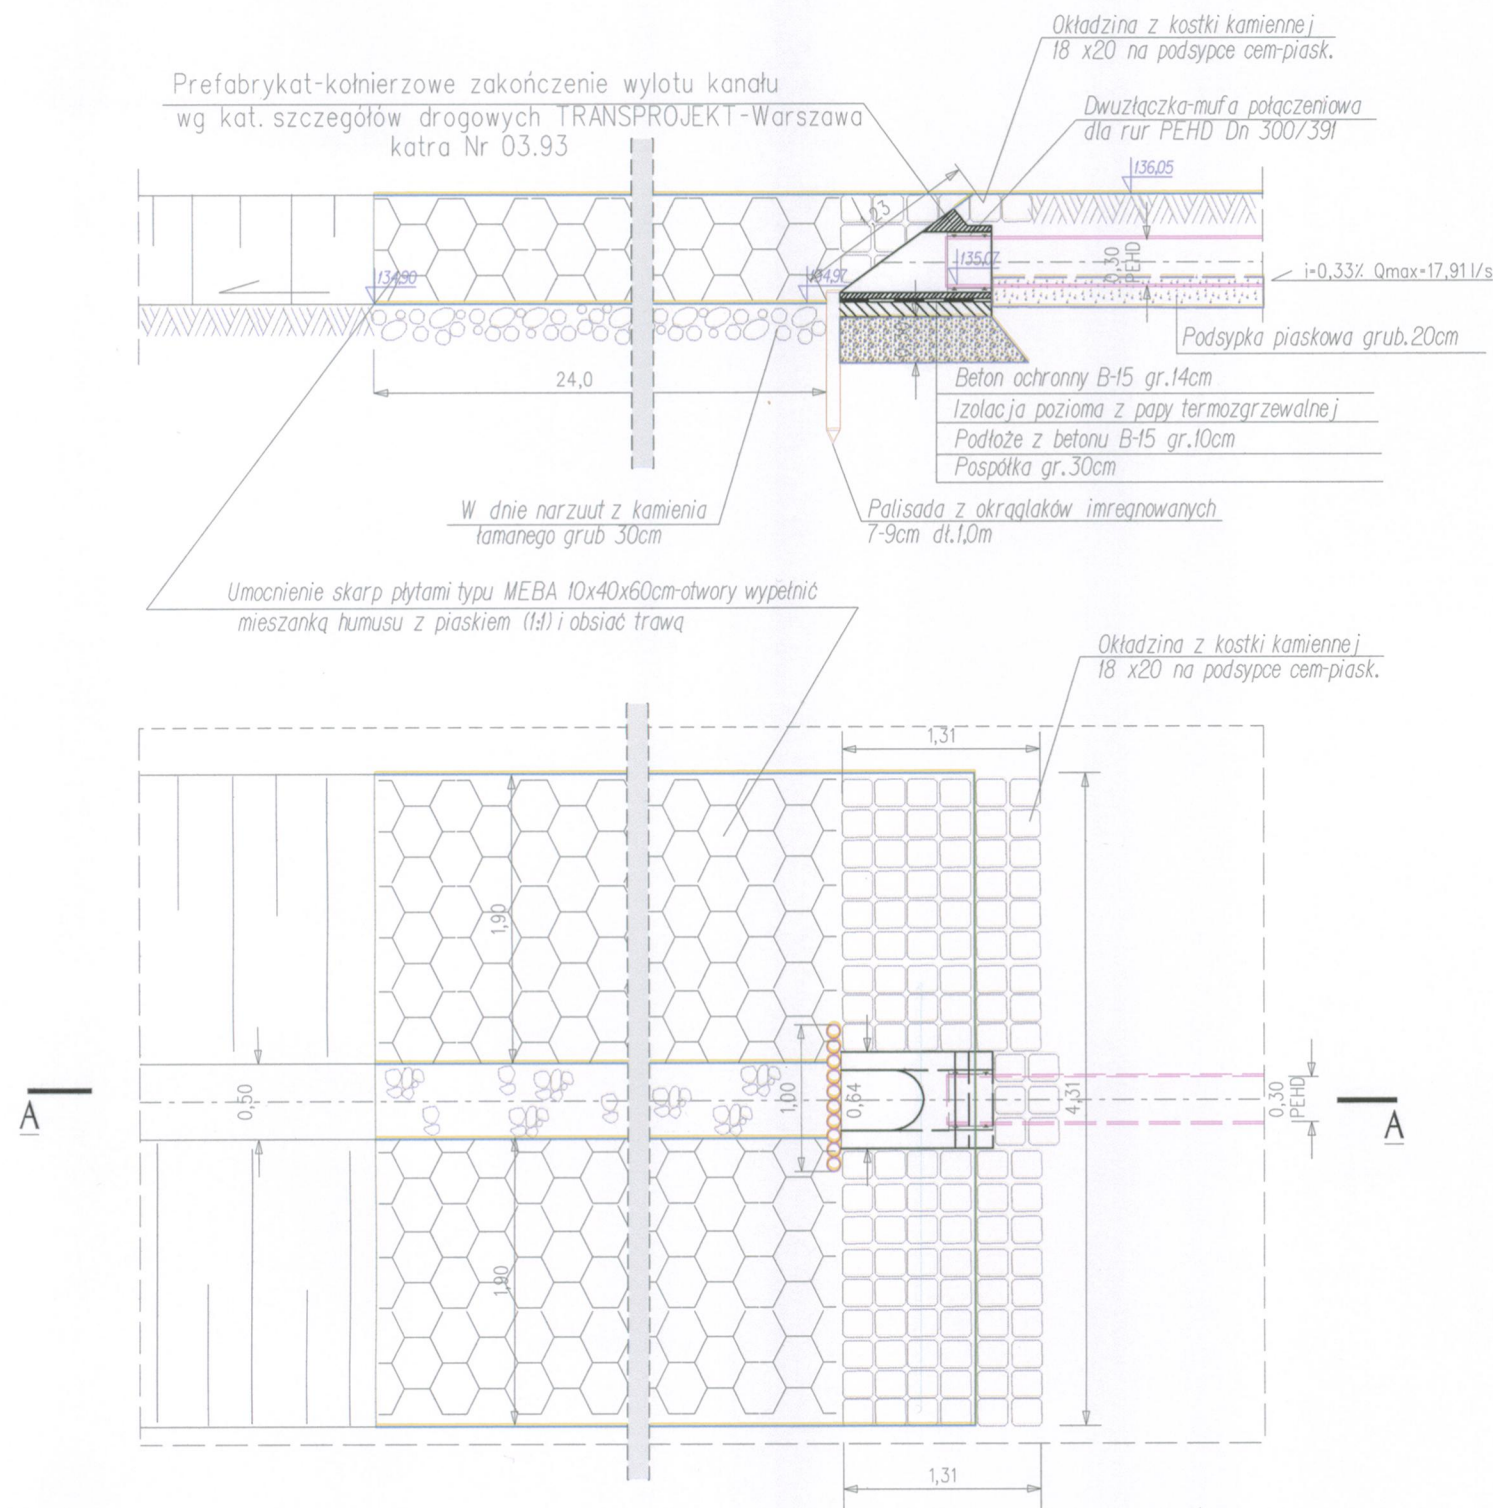 Okładzina z kostki kamiennej
18 x20 na podsypce cem-piask.
Prefabrykat-kołnierzowe zakończenie wylotu kanału
wg kat. szczegółów drogowych TRANSPROJEKT-Warszawa
katra Nr 03.93
Dwuzłączka-mufa połączeniowa
dla rur PEHD Dn 300/391
136,05
1,23
134,90
134,97
135,07
0,30
PEHD
i=0,33% Qmax=17,91 l/s
Podsypka piaskowa grub.20cm
24,0
Beton ochronny B-15 gr.14cm
Izolacja pozioma z papy termozgrzewalnej
Podłoże z betonu B-15 gr.10cm
Pospółka gr.30cm
W dnie narzuut z kamienia
łamanego grub 30cm
Palisada z okrąglaków imregnowanych
7-9cm dł.1,0m
Umocnienie skarp płytami typu MEBA 10x40x60cm-otwory wypełnić
mieszanką humusu z piaskiem (1:1) i obsiać trawą
Okładzina z kostki kamiennej
18 x20 na podsypce cem-piask.
1,31
1,90
0,50
1,00
0,64
4,31
0,30
PEHD
A
A
1,90
1,31